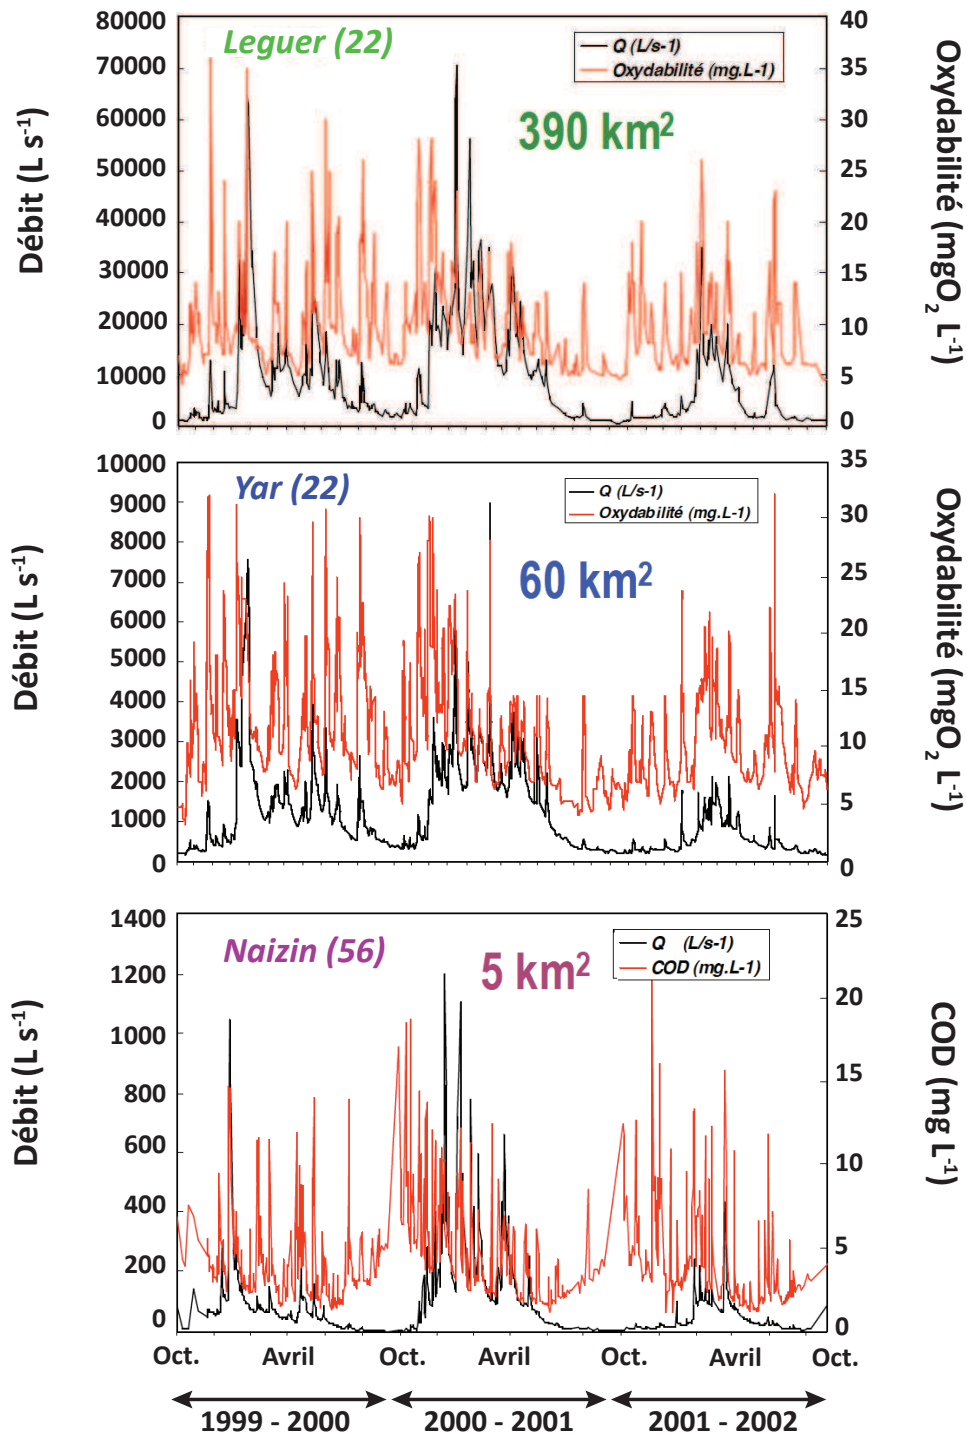 Leguer (22)
Q (L/s-1)
Oxydabilité (mg.L-1)
390 km²
Débit (L s⁻¹)
80000
70000
60000
50000
40000
30000
20000
10000
0
40
35
30
25
20
15
10
5
0
Oxydabilité (mgO₂ L⁻¹)
Yar (22)
Q (L/s-1)
Oxydabilité (mg.L-1)
60 km²
Débit (L s⁻¹)
10000
9000
8000
7000
6000
5000
4000
3000
2000
1000
0
35
30
25
20
15
10
5
0
Oxydabilité (mgO₂ L⁻¹)
Naizin (56)
Q (L/s-1)
COD (mg.L-1)
5 km²
Débit (L s⁻¹)
1400
1200
1000
800
600
400
200
0
25
20
15
10
5
0
COD (mg L⁻¹)
Oct. Avril Oct. Avril Oct. Avril Oct.
1999 - 2000 2000 - 2001 2001 - 2002